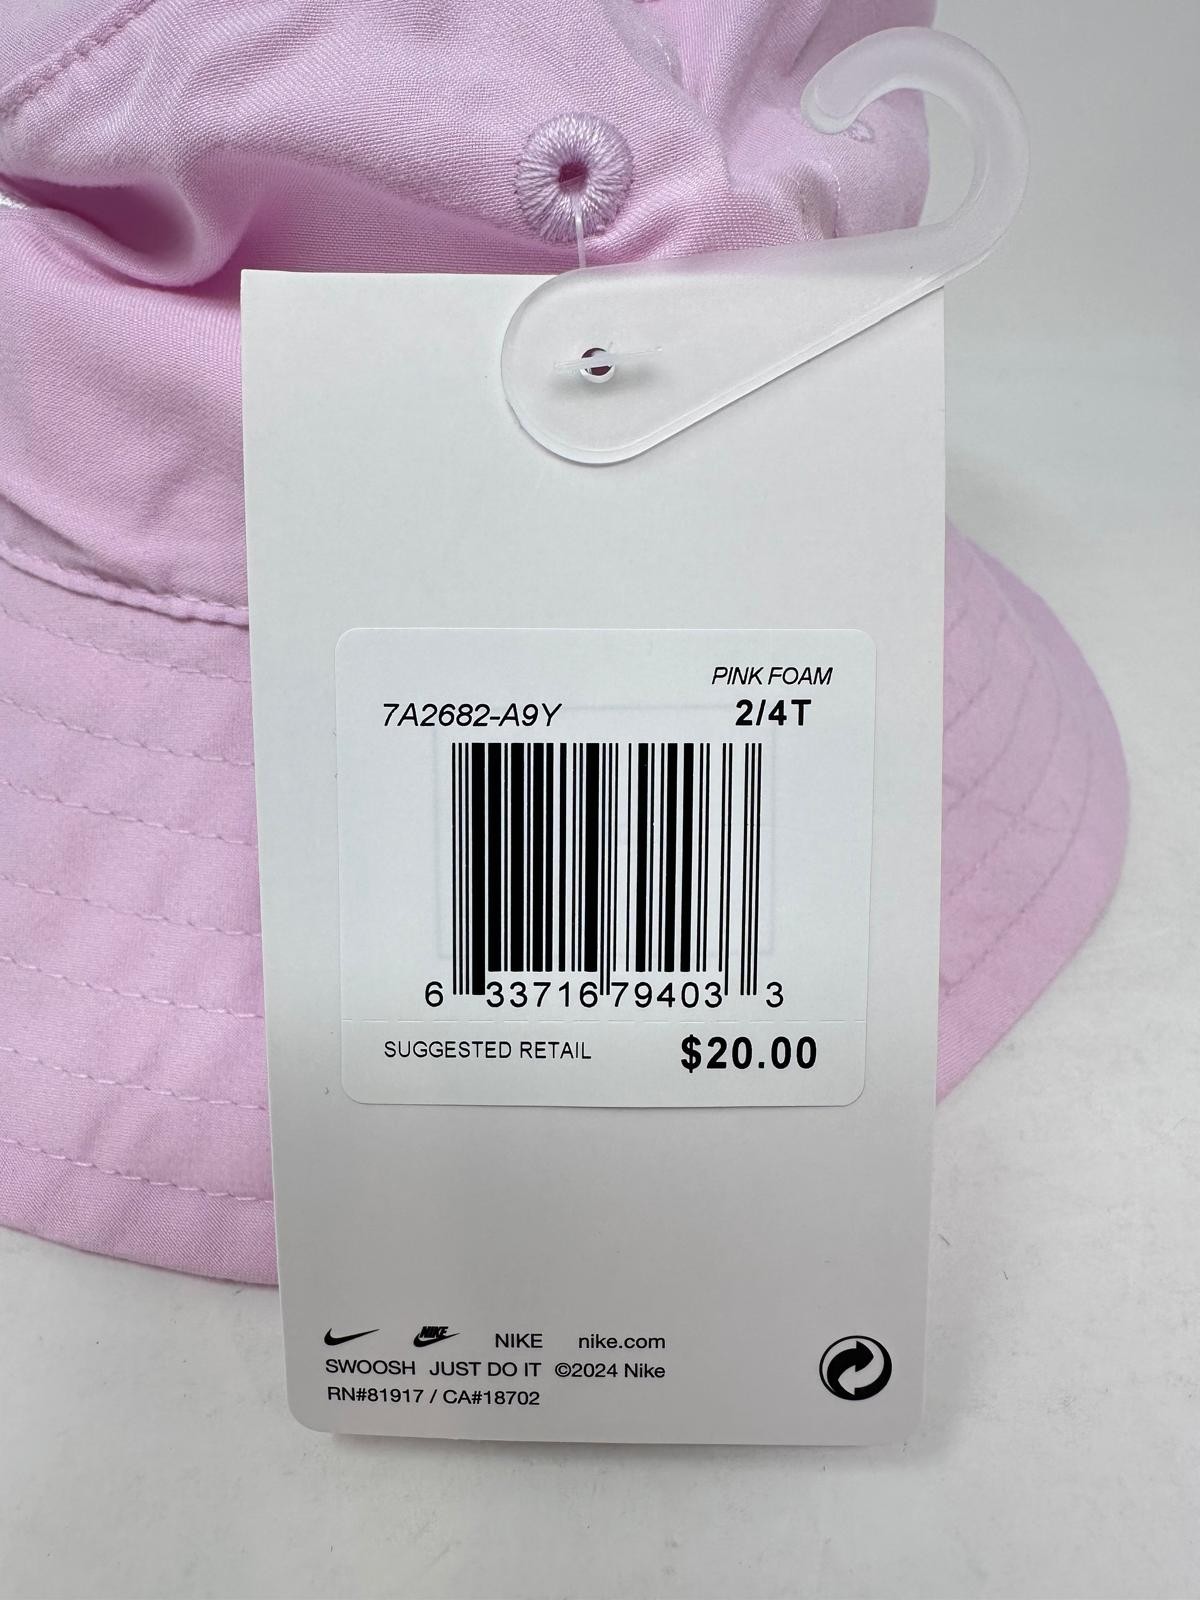 PINK FOAM
7A2682-A9Y 2/4T
6 33716 79403 3
SUGGESTED RETAIL $20.00
NIKE NIKE nike.com
SWOOSH JUST DO IT ©2024 Nike
RN#81917 / CA#18702